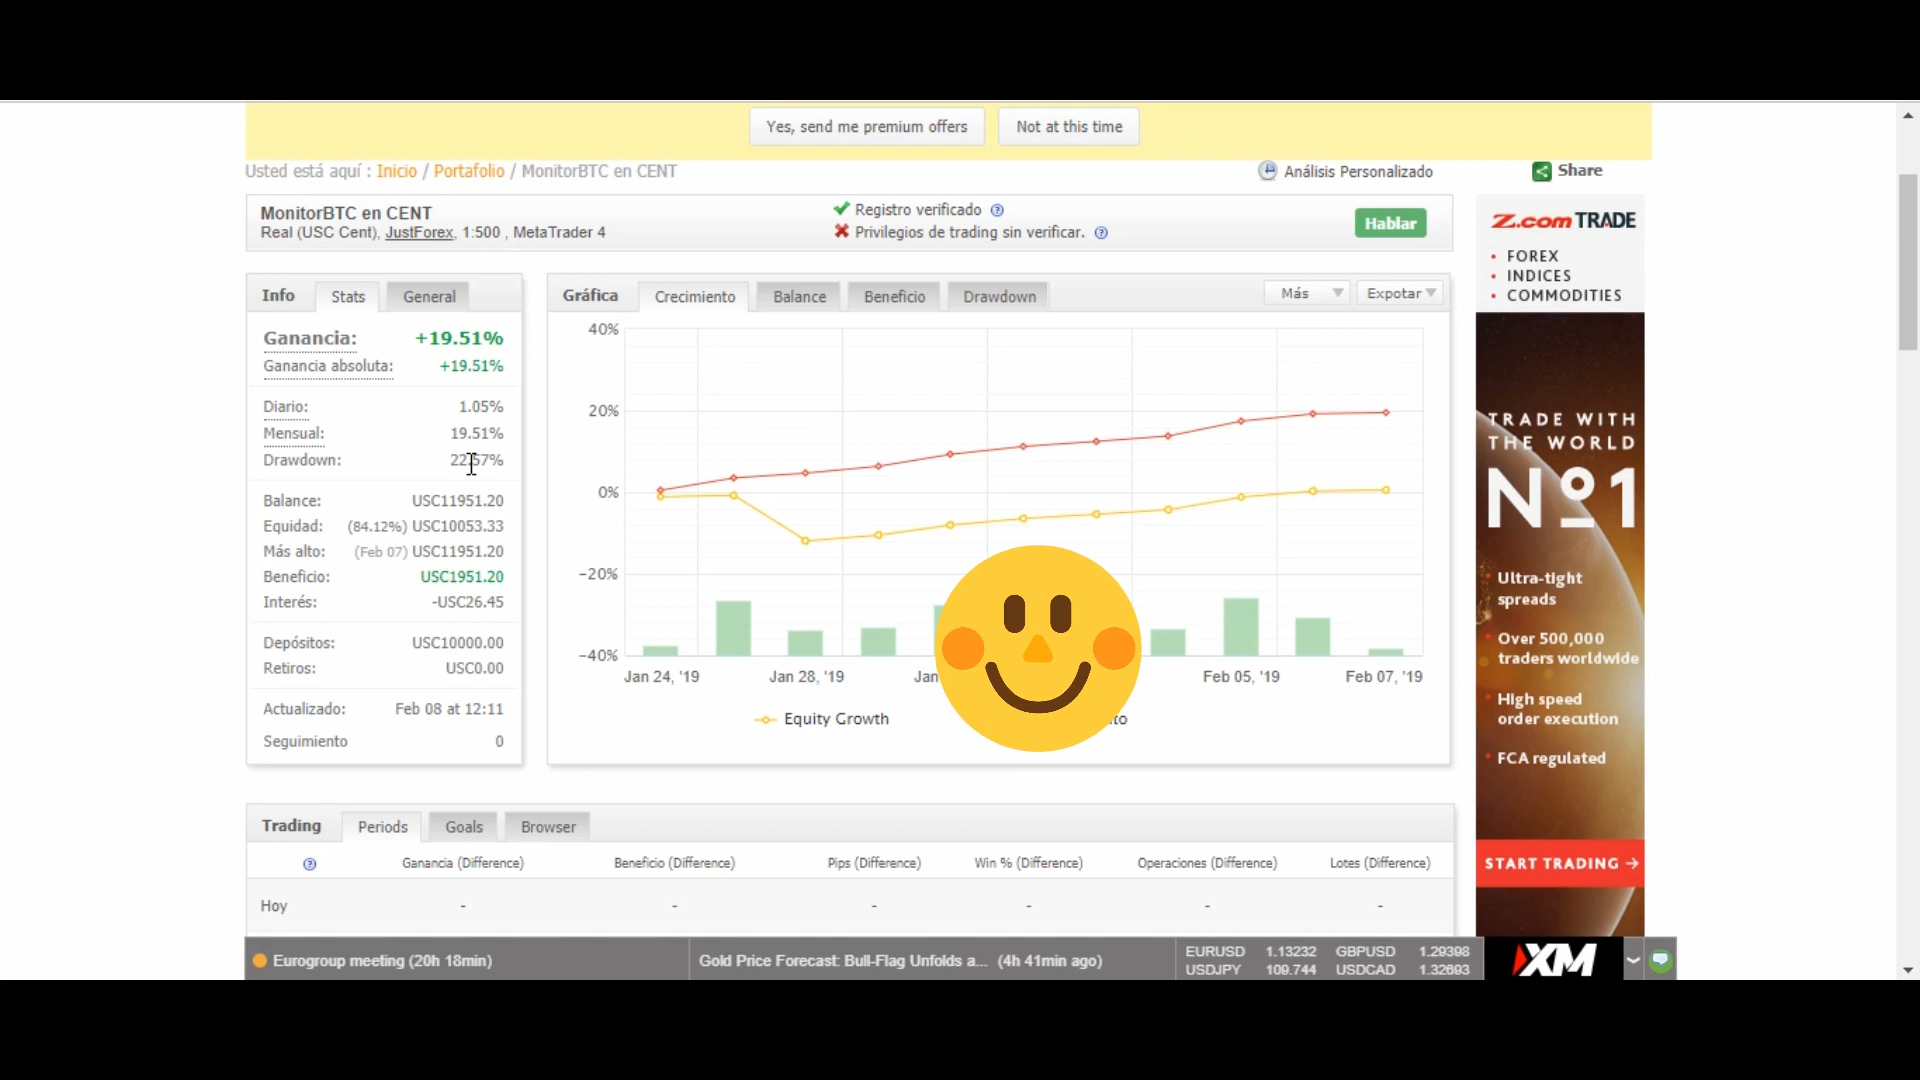 Yes, send me premium offers
Not at this time
Usted está aquí : Inicio / Portafolio / MonitorBTC en CENT
Análisis Personalizado
Share
MonitorBTC en CENT
Real (USC Cent), JustForex, 1:500 , MetaTrader 4
Registro verificado
Privilegios de trading sin verificar.
Hablar
Info Stats General
Ganancia: +19.51%
Ganancia absoluta: +19.51%
Diario: 1.05%
Mensual: 19.51%
Drawdown: 22.57%
Balance: USC11951.20
Equidad: (84.12%) USC10053.33
Más alto: (Feb 07) USC11951.20
Beneficio: USC1951.20
Interés: -USC26.45
Depósitos: USC10000.00
Retiros: USC0.00
Actualizado: Feb 08 at 12:11
Seguimiento 0
Gráfica Crecimiento Balance Beneficio Drawdown
Más Expotar
40%
20%
0%
-20%
-40%
Jan 24, '19 Jan 28, '19 Feb 05, '19 Feb 07, '19
Equity Growth
Z.com TRADE
• FOREX
• INDICES
• COMMODITIES
TRADE WITH
THE WORLD
Nº1
Ultra-tight
spreads
Over 500,000
traders worldwide
High speed
order execution
FCA regulated
START TRADING →
Trading Periods Goals Browser
Ganancia (Difference) Beneficio (Difference) Pips (Difference) Win % (Difference) Operaciones (Difference) Lotes (Difference)
Hoy - - - - - -
Eurogroup meeting (20h 18min)
Gold Price Forecast: Bull-Flag Unfolds a... (4h 41min ago)
EURUSD 1.13232 GBPUSD 1.29398
USDJPY 109.744 USDCAD 1.32693
XM